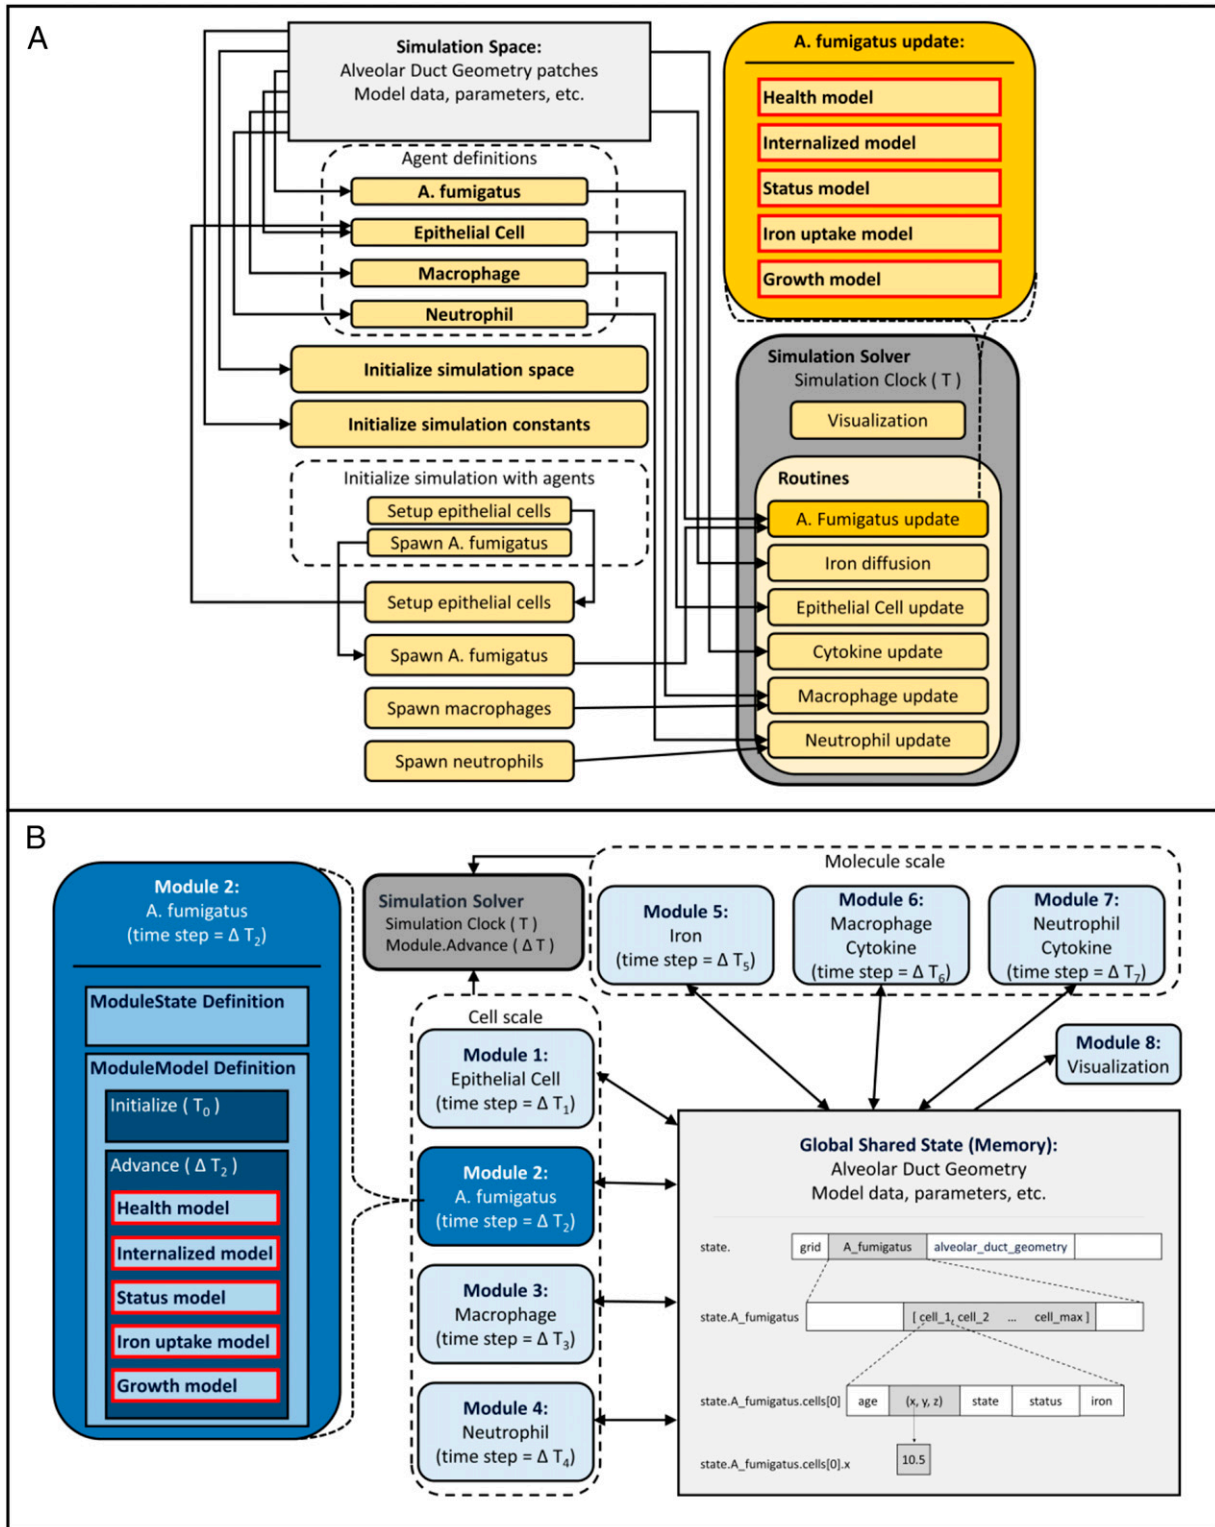 A
Simulation Space:
Alveolar Duct Geometry patches
Model data, parameters, etc.
Agent definitions
A. fumigatus
Epithelial Cell
Macrophage
Neutrophil
Initialize simulation space
Initialize simulation constants
Initialize simulation with agents
Setup epithelial cells
Spawn A. fumigatus
Setup epithelial cells
Spawn A. fumigatus
Spawn macrophages
Spawn neutrophils
A. fumigatus update:
Health model
Internalized model
Status model
Iron uptake model
Growth model
Simulation Solver
Simulation Clock ( T )
Visualization
Routines
A. Fumigatus update
Iron diffusion
Epithelial Cell update
Cytokine update
Macrophage update
Neutrophil update
B
Module 2:
A. fumigatus
(time step = Δ T2)
ModuleState Definition
ModuleModel Definition
Initialize ( T0 )
Advance ( Δ T2 )
Health model
Internalized model
Status model
Iron uptake model
Growth model
Simulation Solver
Simulation Clock ( T )
Module.Advance ( Δ T )
Molecule scale
Module 5:
Iron
(time step = Δ T5)
Module 6:
Macrophage
Cytokine
(time step = Δ T6)
Module 7:
Neutrophil
Cytokine
(time step = Δ T7)
Cell scale
Module 1:
Epithelial Cell
(time step = Δ T1)
Module 2:
A. fumigatus
(time step = Δ T2)
Module 3:
Macrophage
(time step = Δ T3)
Module 4:
Neutrophil
(time step = Δ T4)
Module 8:
Visualization
Global Shared State (Memory):
Alveolar Duct Geometry
Model data, parameters, etc.
state. grid A_fumigatus alveolar_duct_geometry
state.A_fumigatus [ cell_1, cell_2 ... cell_max ]
state.A_fumigatus.cells[0] age (x, y, z) state status iron
state.A_fumigatus.cells[0].x 10.5